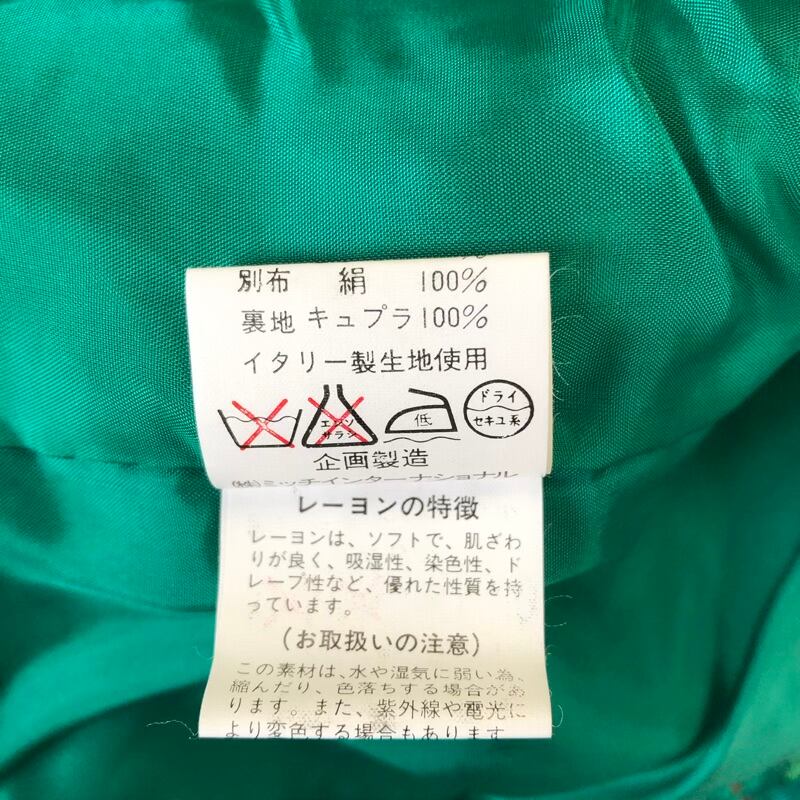 別布 絹 100%
裏地 キュプラ100%
イタリー製生地使用
エンソ
サラシ
低
ドライ
セキユ系
企画製造
(株)ミッチインターナショナル
レーヨンの特徴
レーヨンは、ソフトで、肌ざわ
りが良く、吸湿性、染色性、ド
レープ性など、優れた性質を持
っています。
(お取扱いの注意)
この素材は、水や湿気に弱い為、
縮んだり、色落ちする場合があ
ります。また、紫外線や電光に
より変色する場合もあります。